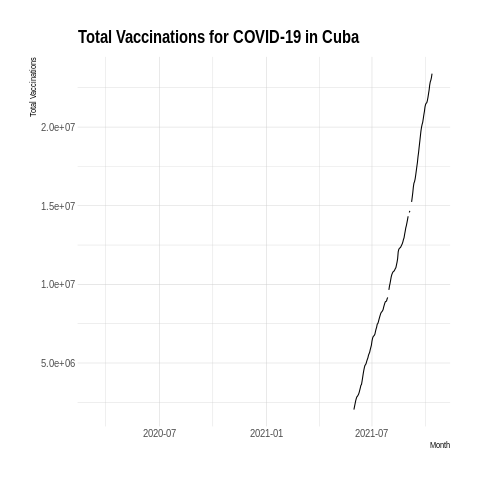 Total Vaccinations for COVID-19 in Cuba
Total Vaccinations
2.0e+07
1.5e+07
1.0e+07
5.0e+06
2020-07
2021-01
2021-07
Month